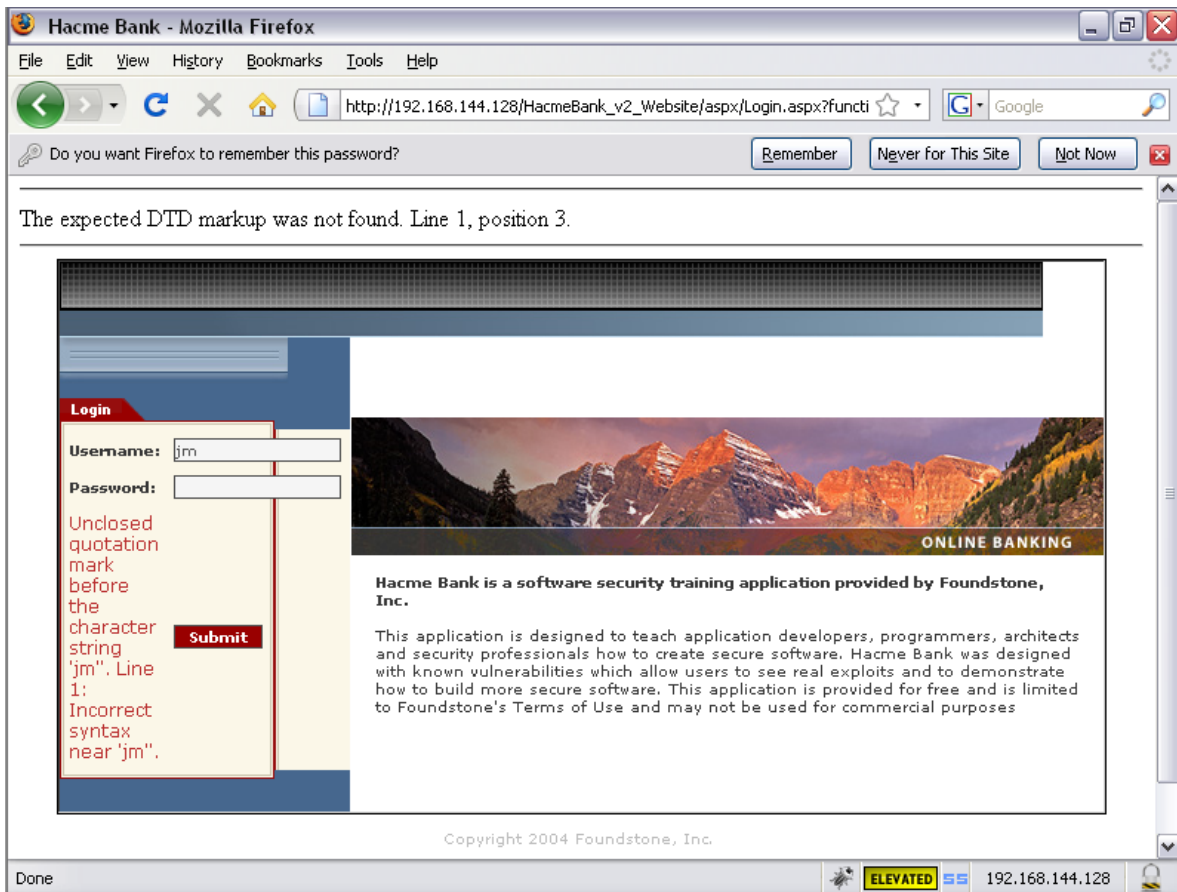 Hacme Bank - Mozilla Firefox
File Edit View History Bookmarks Tools Help
http://192.168.144.128/HacmeBank_v2_Website/aspx/Login.aspx?functi
G Google
Do you want Firefox to remember this password? Remember Never for This Site Not Now
The expected DTD markup was not found. Line 1, position 3.
Login
Username: jm
Password:
Unclosed
quotation
mark
before
the
character
string
'jm''. Line
1:
Incorrect
syntax
near 'jm''.
Submit
ONLINE BANKING
Hacme Bank is a software security training application provided by Foundstone,
Inc.
This application is designed to teach application developers, programmers, architects
and security professionals how to create secure software. Hacme Bank was designed
with known vulnerabilities which allow users to see real exploits and to demonstrate
how to build more secure software. This application is provided for free and is limited
to Foundstone's Terms of Use and may not be used for commercial purposes
Copyright 2004 Foundstone, Inc.
Done ELEVATED SS 192.168.144.128